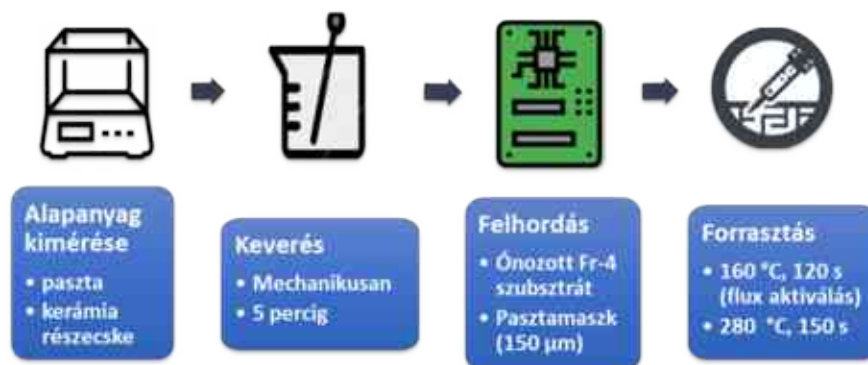 Alapanyag
kimérése
• paszta
• kerámia
részecske
Keverés
• Mechanikusan
• 5 percig
Felhordás
• Ónozott Fr-4
szubsztrát
• Pasztamaszk
(150 µm)
Forrasztás
• 160 °C, 120 s
(flux aktiválás)
• 280 °C, 150 s